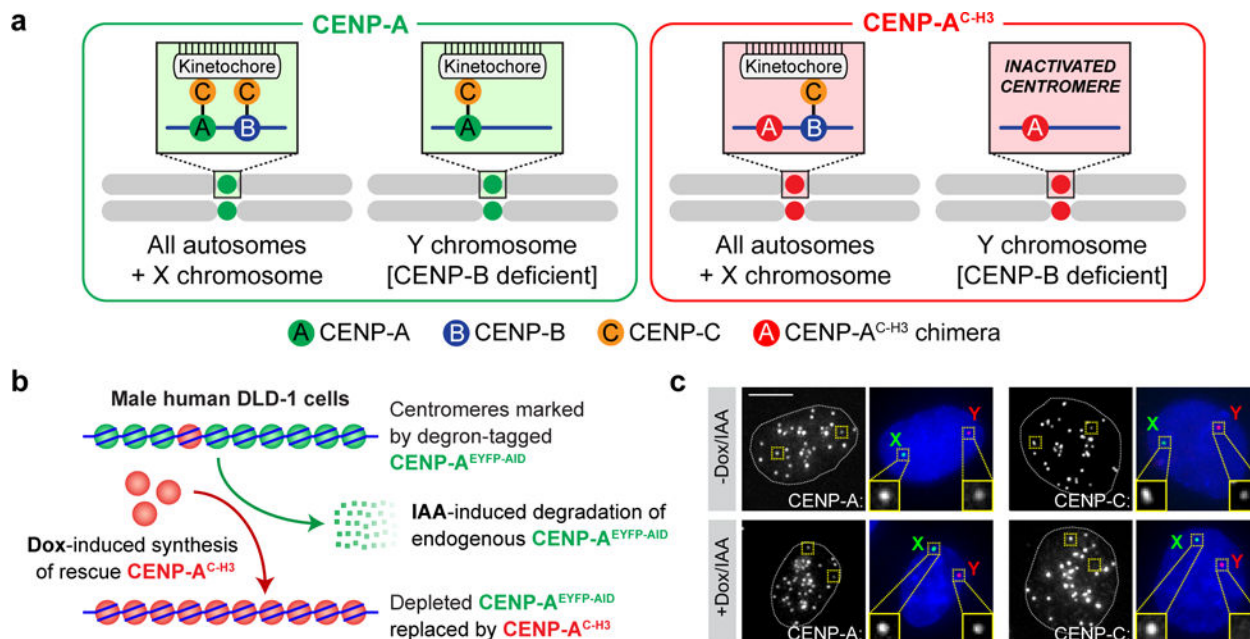 a
CENP-A
CENP-A^C-H3
Kinetochore
C C
A B
Kinetochore
C
A
Kinetochore
C
A B
INACTIVATED
CENTROMERE
A
All autosomes
+ X chromosome
Y chromosome
[CENP-B deficient]
All autosomes
+ X chromosome
Y chromosome
[CENP-B deficient]
A CENP-A B CENP-B C CENP-C A CENP-A^C-H3 chimera
b
Male human DLD-1 cells
Centromeres marked
by degron-tagged
CENP-A^EYFP-AID
IAA-induced degradation of
endogenous CENP-A^EYFP-AID
Dox-induced synthesis
of rescue CENP-A^C-H3
Depleted CENP-A^EYFP-AID
replaced by CENP-A^C-H3
c
-Dox/IAA
CENP-A:
X Y
CENP-C:
X Y
+Dox/IAA
CENP-A:
X Y
CENP-C:
X Y